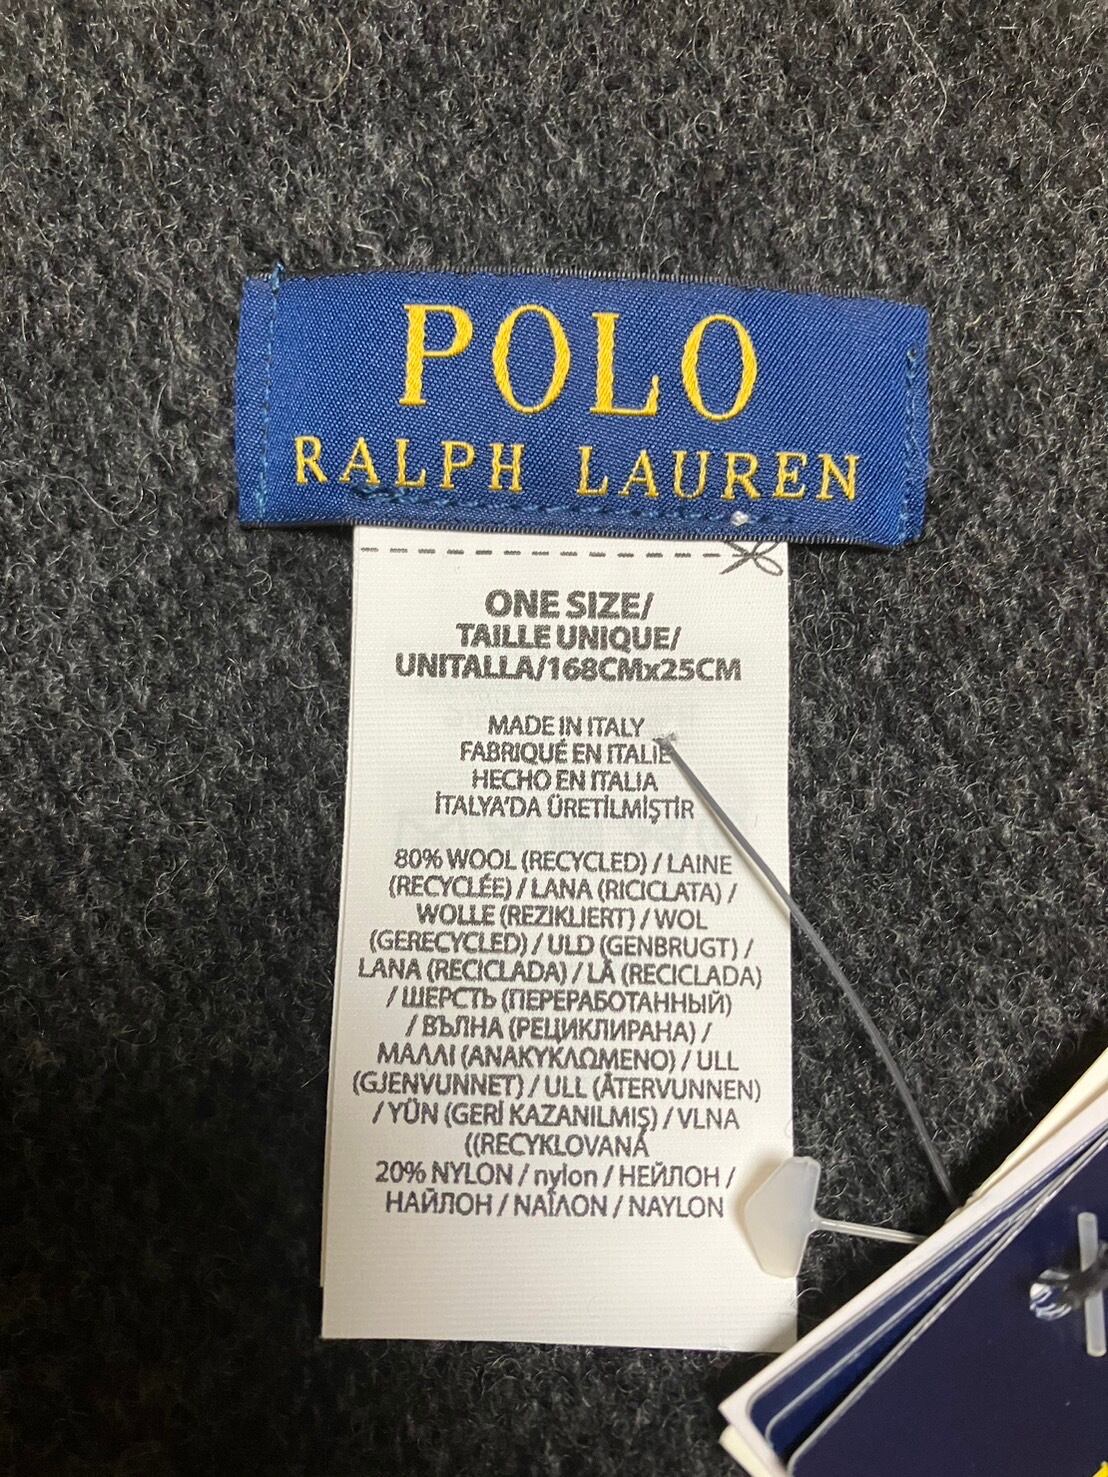 POLO
RALPH LAUREN
ONE SIZE/
TAILLE UNIQUE/
UNITALLA/168CMx25CM
MADE IN ITALY
FABRIQUÉ EN ITALIE
HECHO EN ITALIA
İTALYA'DA ÜRETİLMİŞTİR
80% WOOL (RECYCLED) / LAINE
(RECYCLÉE) / LANA (RICICLATA) /
WOLLE (REZIKLIERT) / WOL
(GERECYCLED) / ULD (GENBRUGT) /
LANA (RECICLADA) / LÃ (RECICLADA)
/ ШЕРСТЬ (ПЕРЕРАБОТАННЫЙ)
/ ВЪЛНА (РЕЦИКЛИРАНА) /
ΜΑΛΛΙ (ΑΝΑΚΥΚΛΩΜΕΝΟ) / ULL
(GJENVUNNET) / ULL (ÅTERVUNNEN)
/ YÜN (GERİ KAZANILMIŞ) / VLNA
((RECYKLOVANÁ
20% NYLON / nylon / НЕЙЛОН /
НАЙЛОН / ΝΑΪΛΟΝ / NAYLON